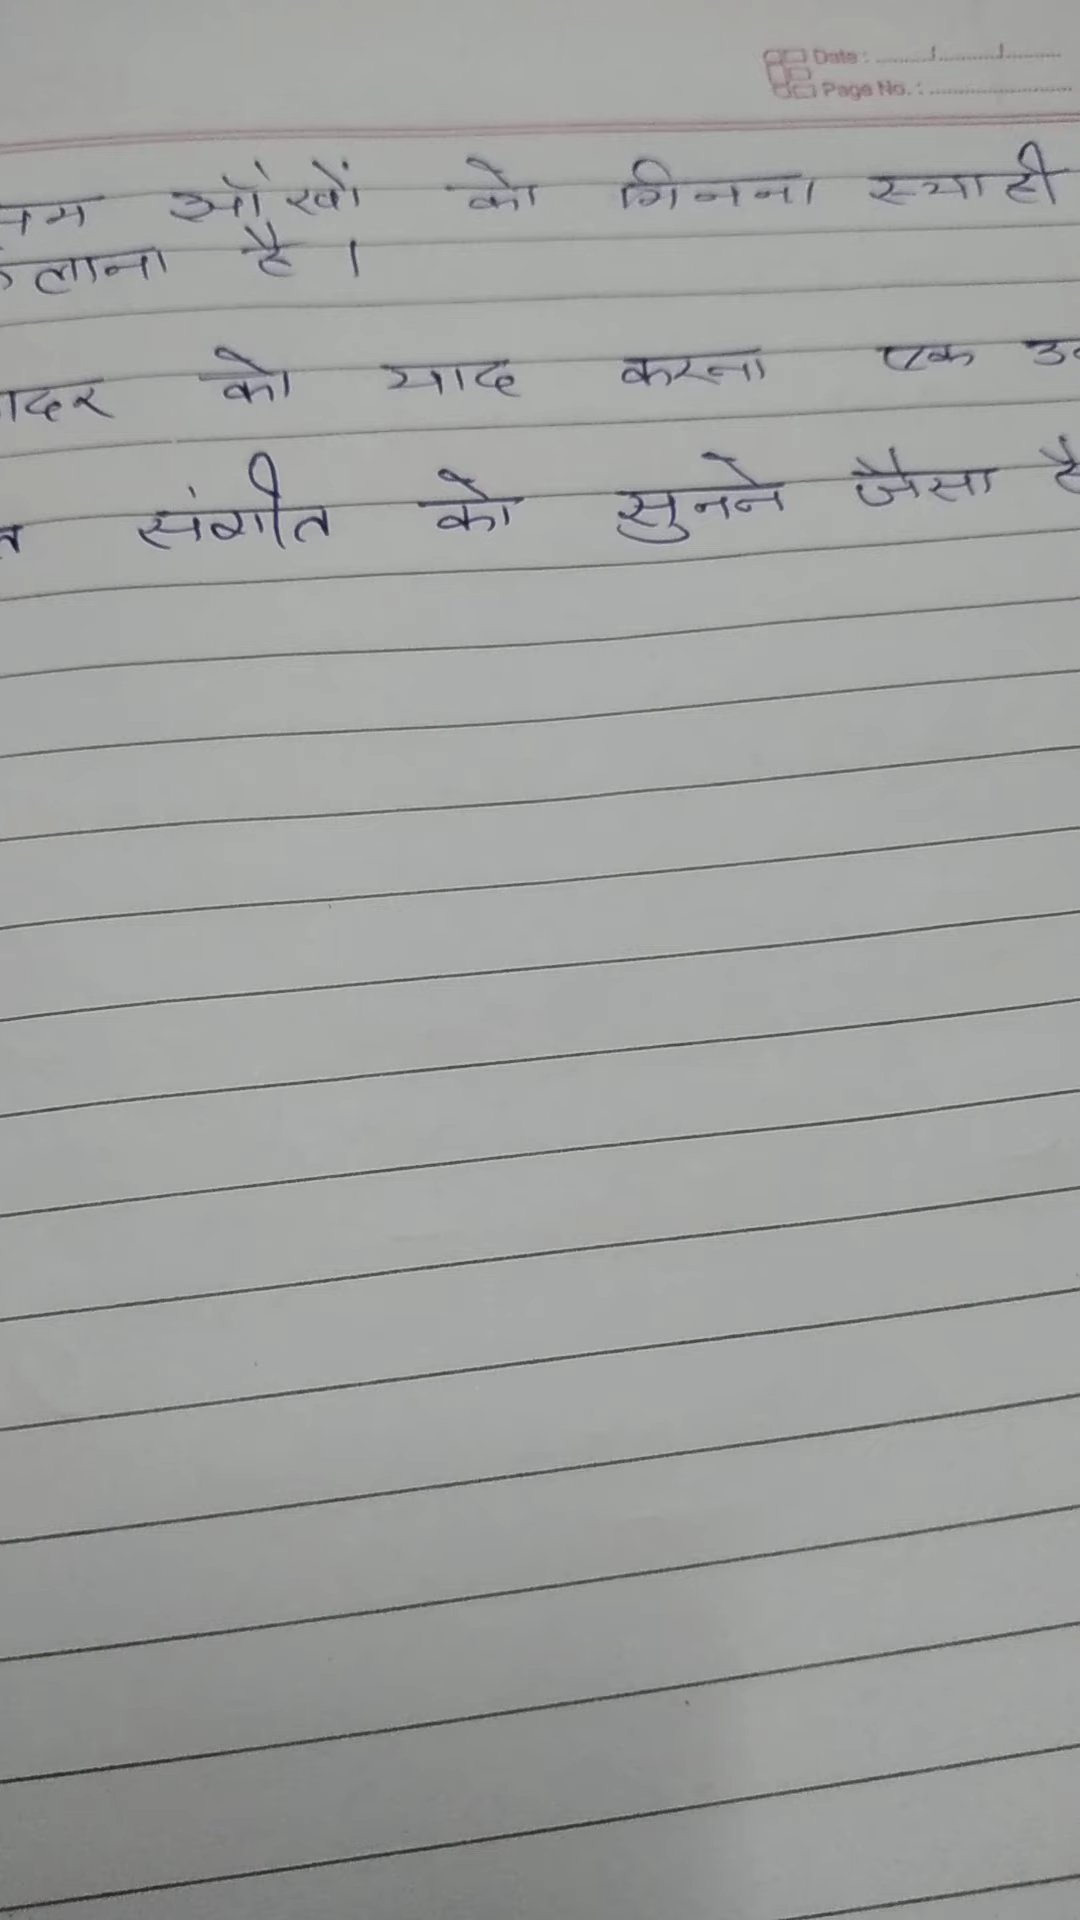 Date :
Page No. :
आँखों को गिनना स्याही
है ।
को याद करना एक
संगीत को सुनने जैसा